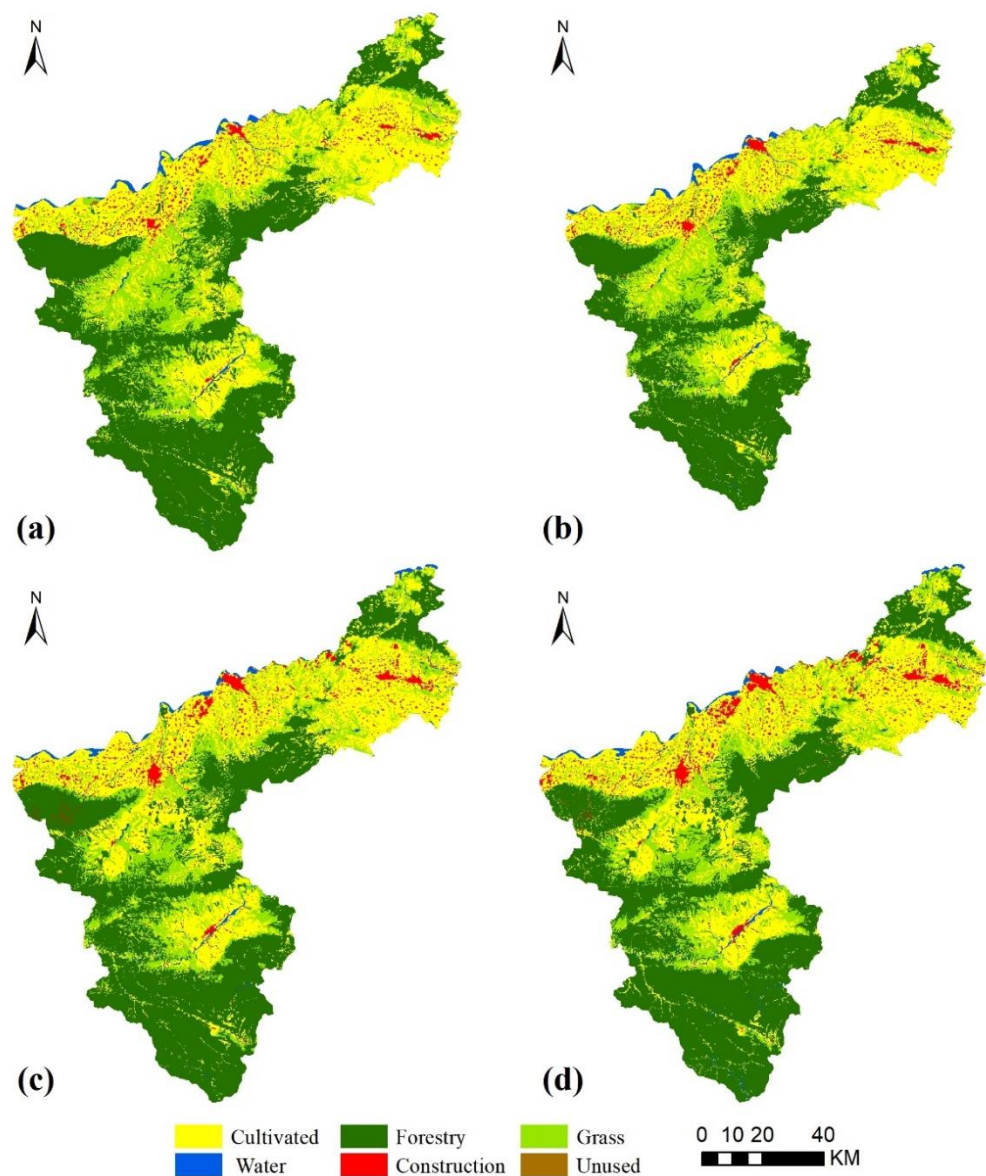 N
N
(a)
(b)
N
N
(c)
(d)
Cultivated Forestry Grass 0 10 20 40
Water Construction Unused KM